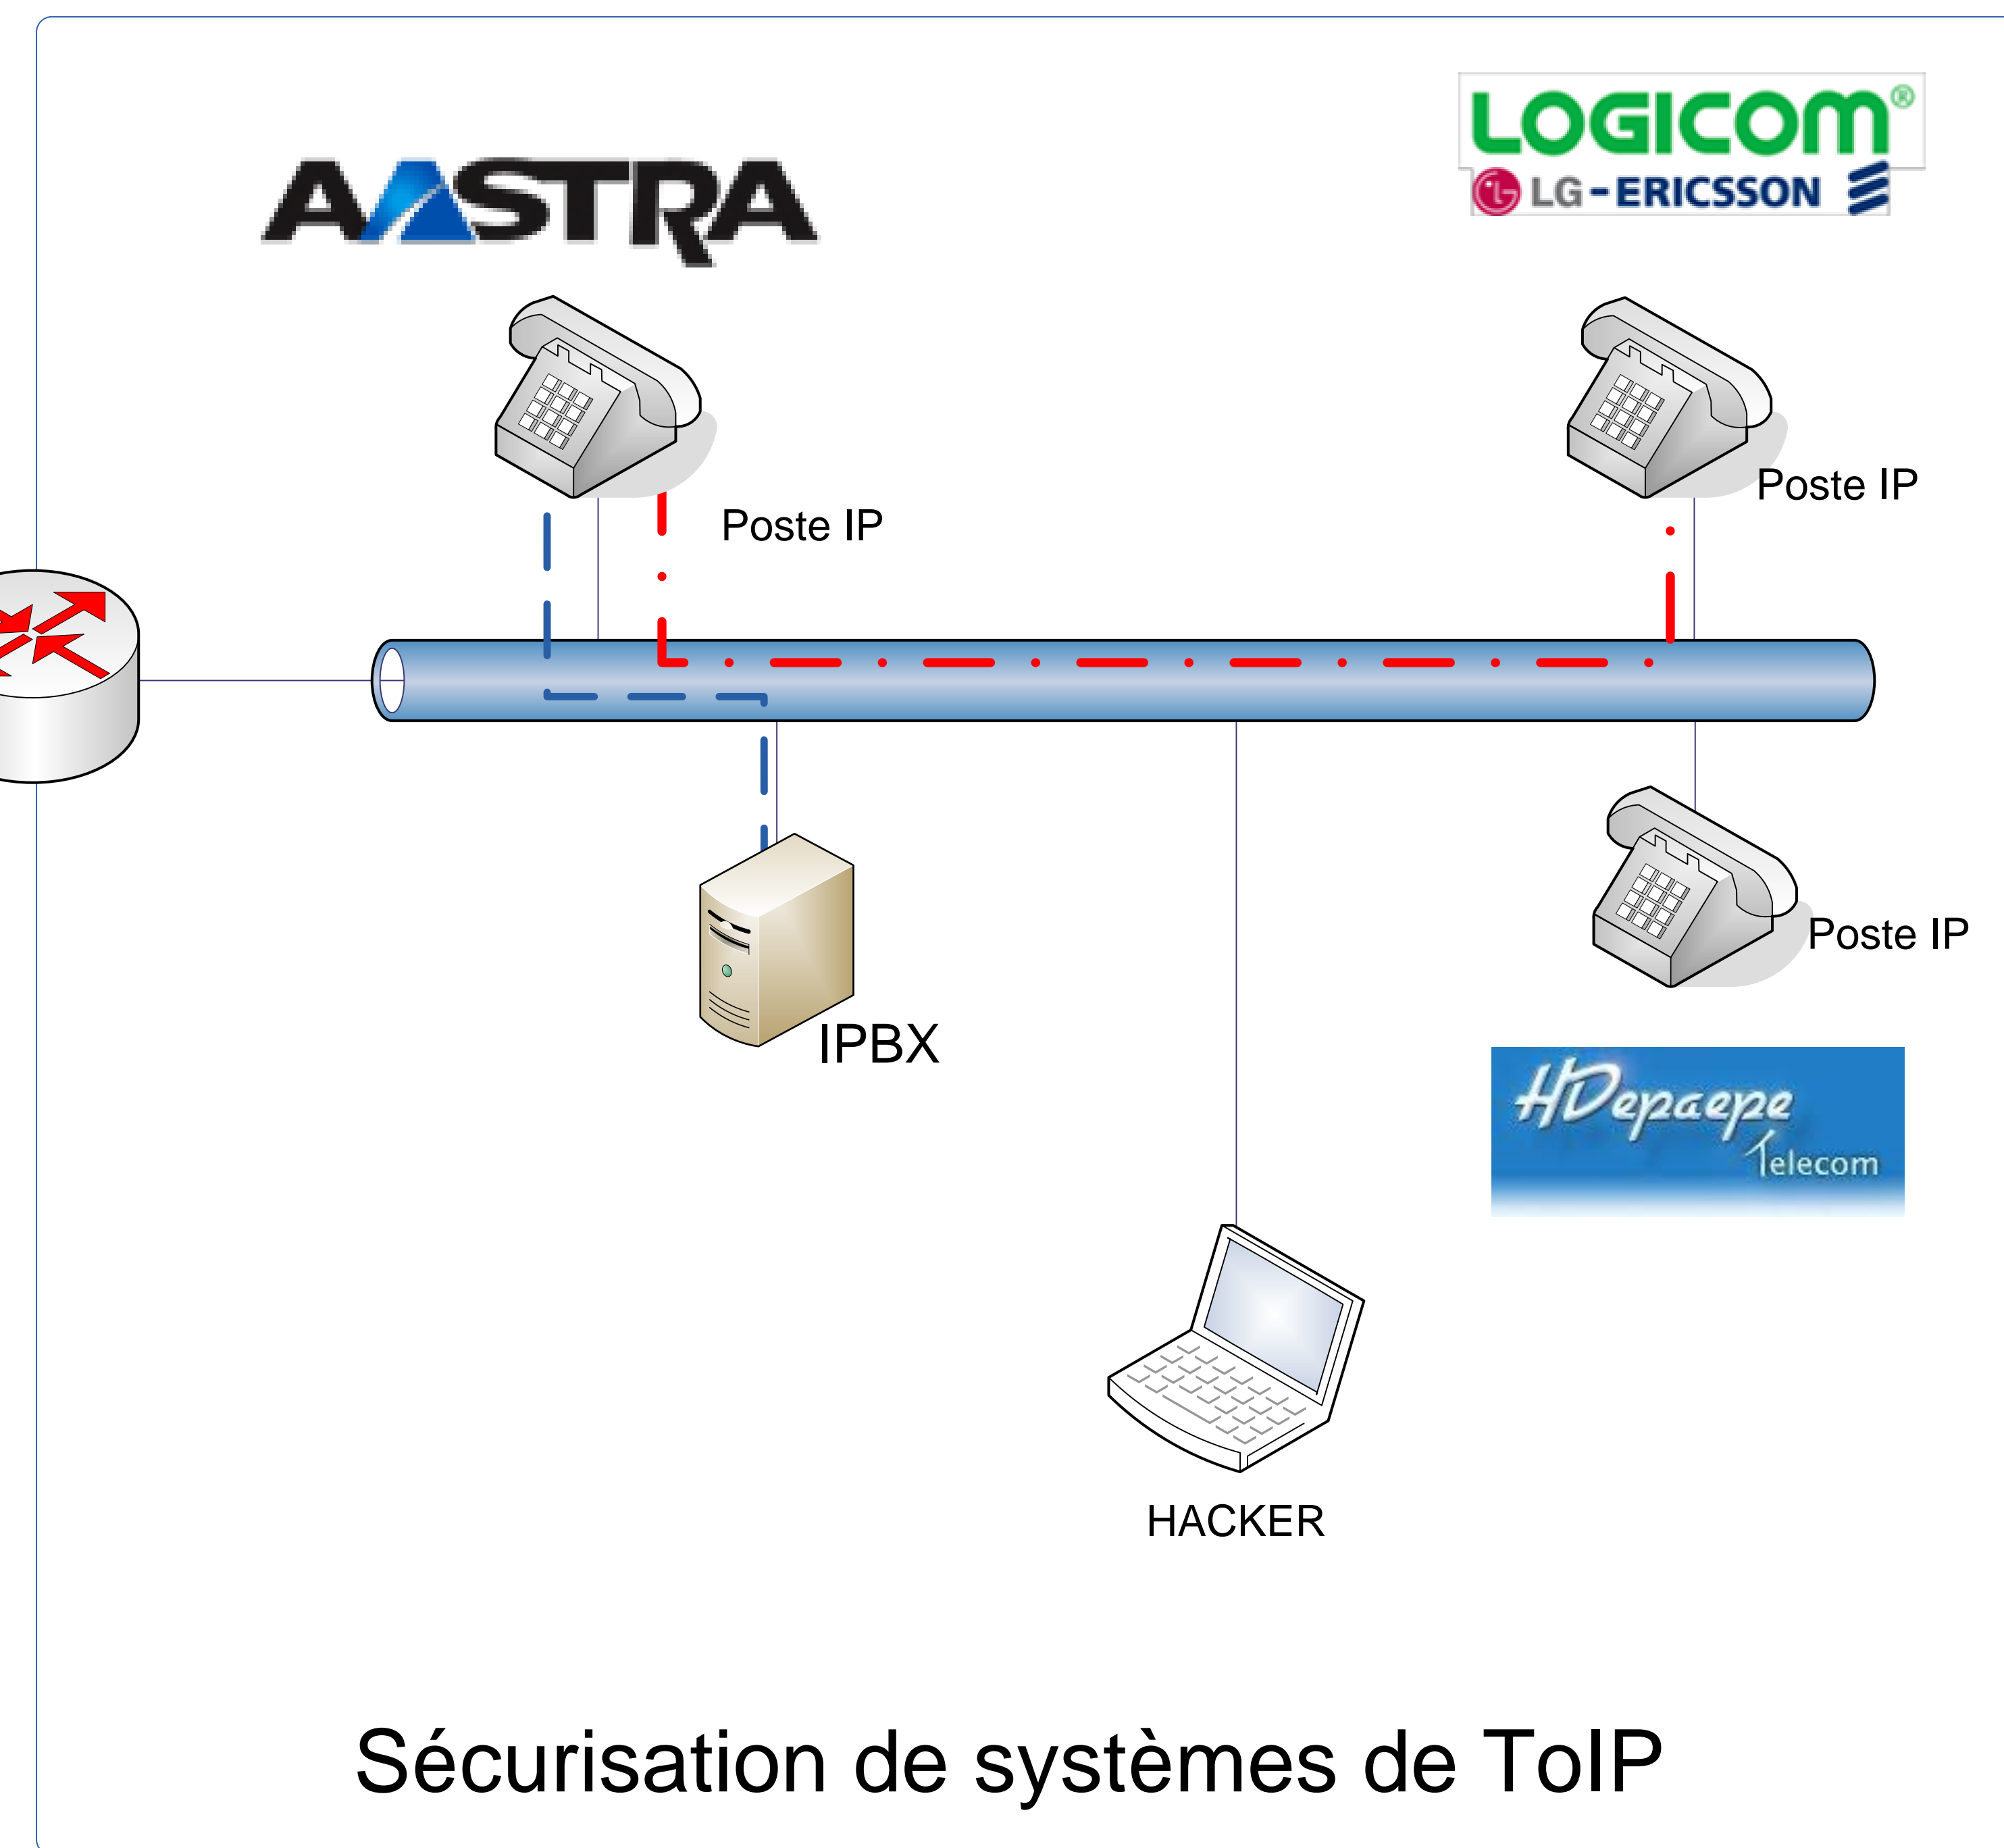 AASTRA
LOGICOM®
LG LG-ERICSSON
Poste IP
Poste IP
Poste IP
IPBX
HDepaepe
Telecom
HACKER
Sécurisation de systèmes de ToIP